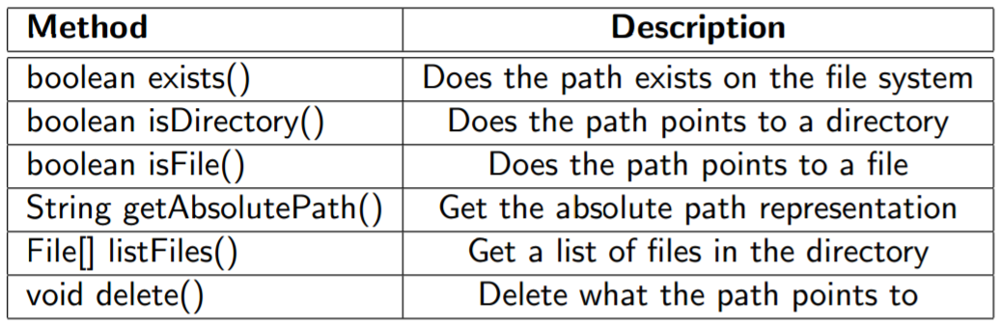 Method Description
boolean exists() Does the path exists on the file system
boolean isDirectory() Does the path points to a directory
boolean isFile() Does the path points to a file
String getAbsolutePath() Get the absolute path representation
File[] listFiles() Get a list of files in the directory
void delete() Delete what the path points to